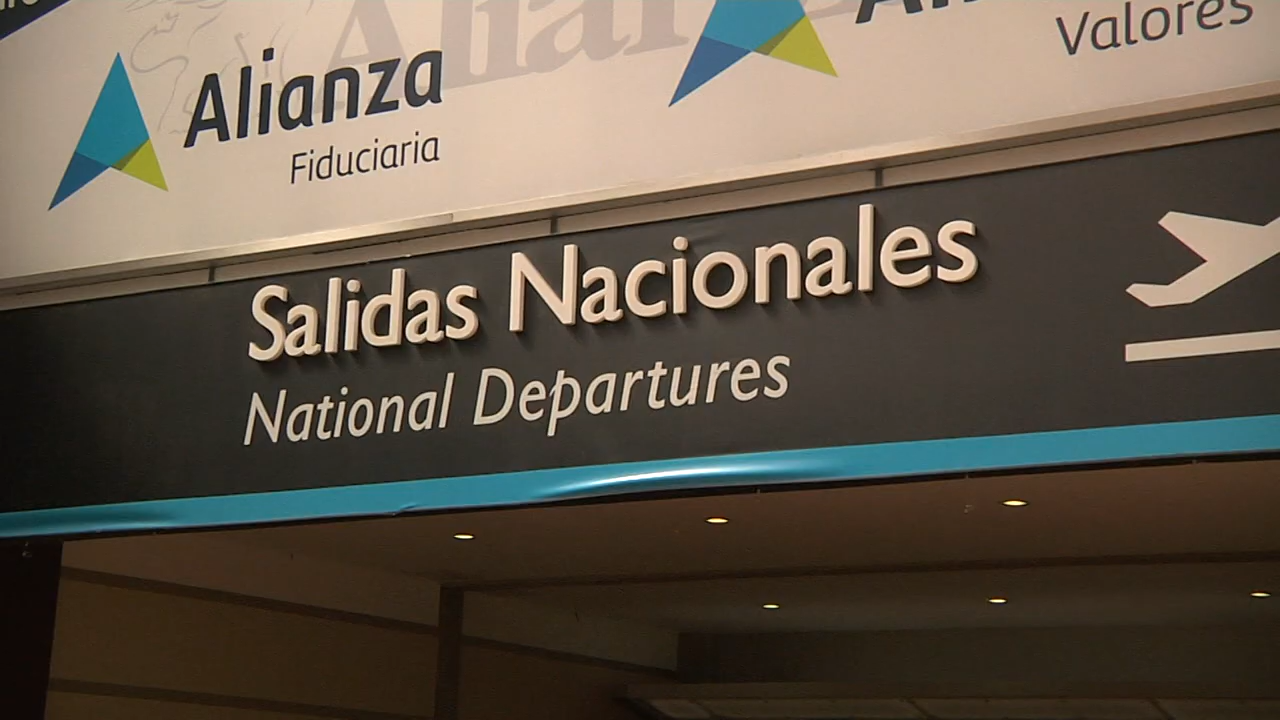 Alianza
Fiduciaria
Valores
Salidas Nacionales
National Departures